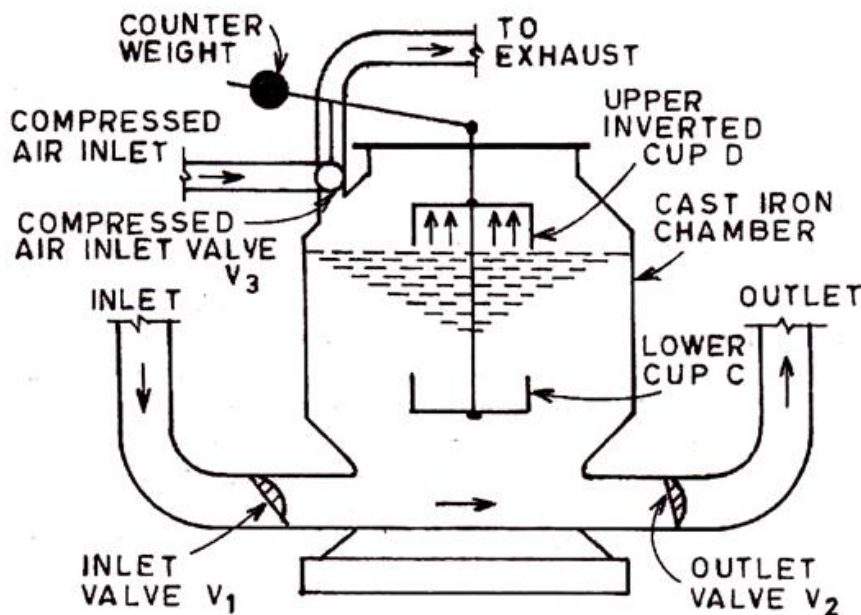 COUNTER
WEIGHT
TO
EXHAUST
COMPRESSED
AIR INLET
UPPER
INVERTED
CUP D
COMPRESSED
AIR INLET VALVE
V3
CAST IRON
CHAMBER
INLET
OUTLET
LOWER
CUP C
INLET
VALVE V1
OUTLET
VALVE V2